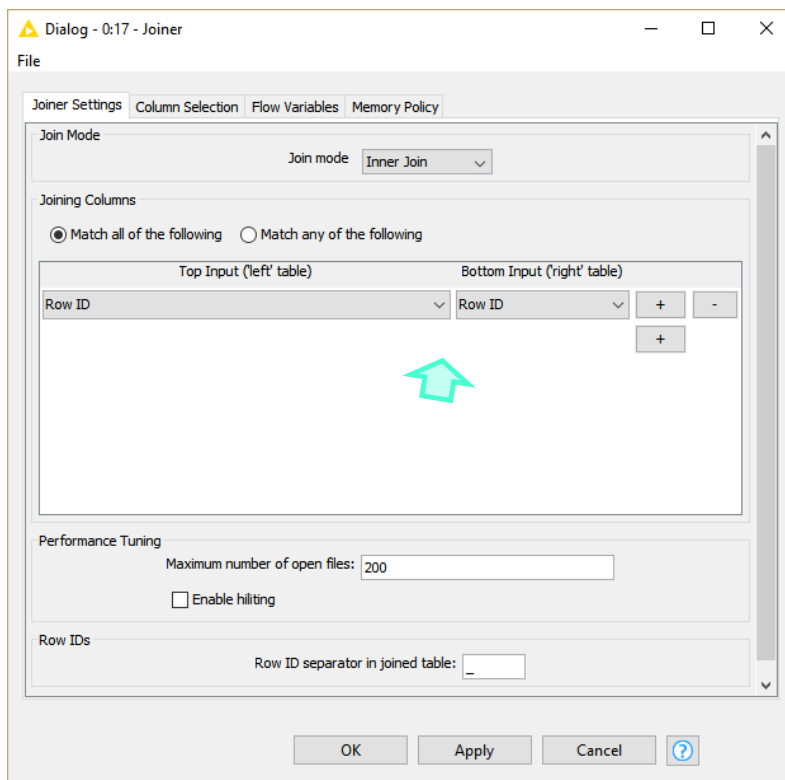 Dialog - 0:17 - Joiner
File
Joiner Settings Column Selection Flow Variables Memory Policy
Join Mode
Join mode Inner Join
Joining Columns
Match all of the following Match any of the following
Top Input ('left' table) Bottom Input ('right' table)
Row ID Row ID + -
+
Performance Tuning
Maximum number of open files: 200
Enable hiliting
Row IDs
Row ID separator in joined table: _
OK Apply Cancel ?